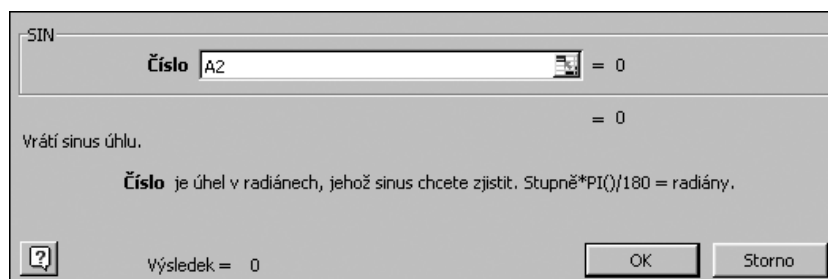 SIN
Číslo A2 = 0
= 0
Vrátí sinus úhlu.
Číslo je úhel v radiánech, jehož sinus chcete zjistit. Stupně*PI()/180 = radiány.
? Výsledek = 0 OK Storno